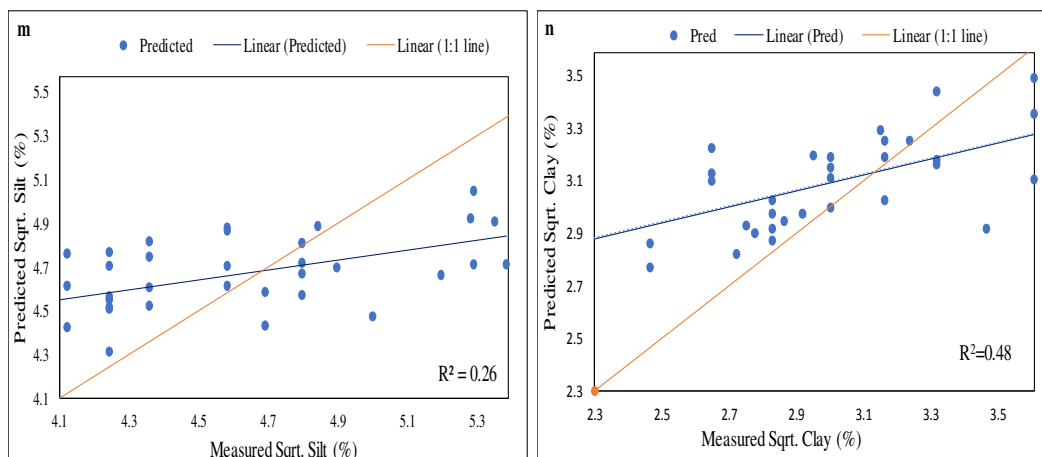 m
Predicted Linear (Predicted) Linear (1:1 line)
5.5
5.3
5.1
4.9
4.7
4.5
4.3
4.1
Predicted Sqrt. Silt (%)
R² = 0.26
4.1 4.3 4.5 4.7 4.9 5.1 5.3
Measured Sqrt. Silt (%)
n
Pred Linear (Pred) Linear (1:1 line)
3.5
3.3
3.1
2.9
2.7
2.5
2.3
Predicted Sqrt. Clay (%)
R²=0.48
2.3 2.5 2.7 2.9 3.1 3.3 3.5
Measured Sqrt. Clay (%)